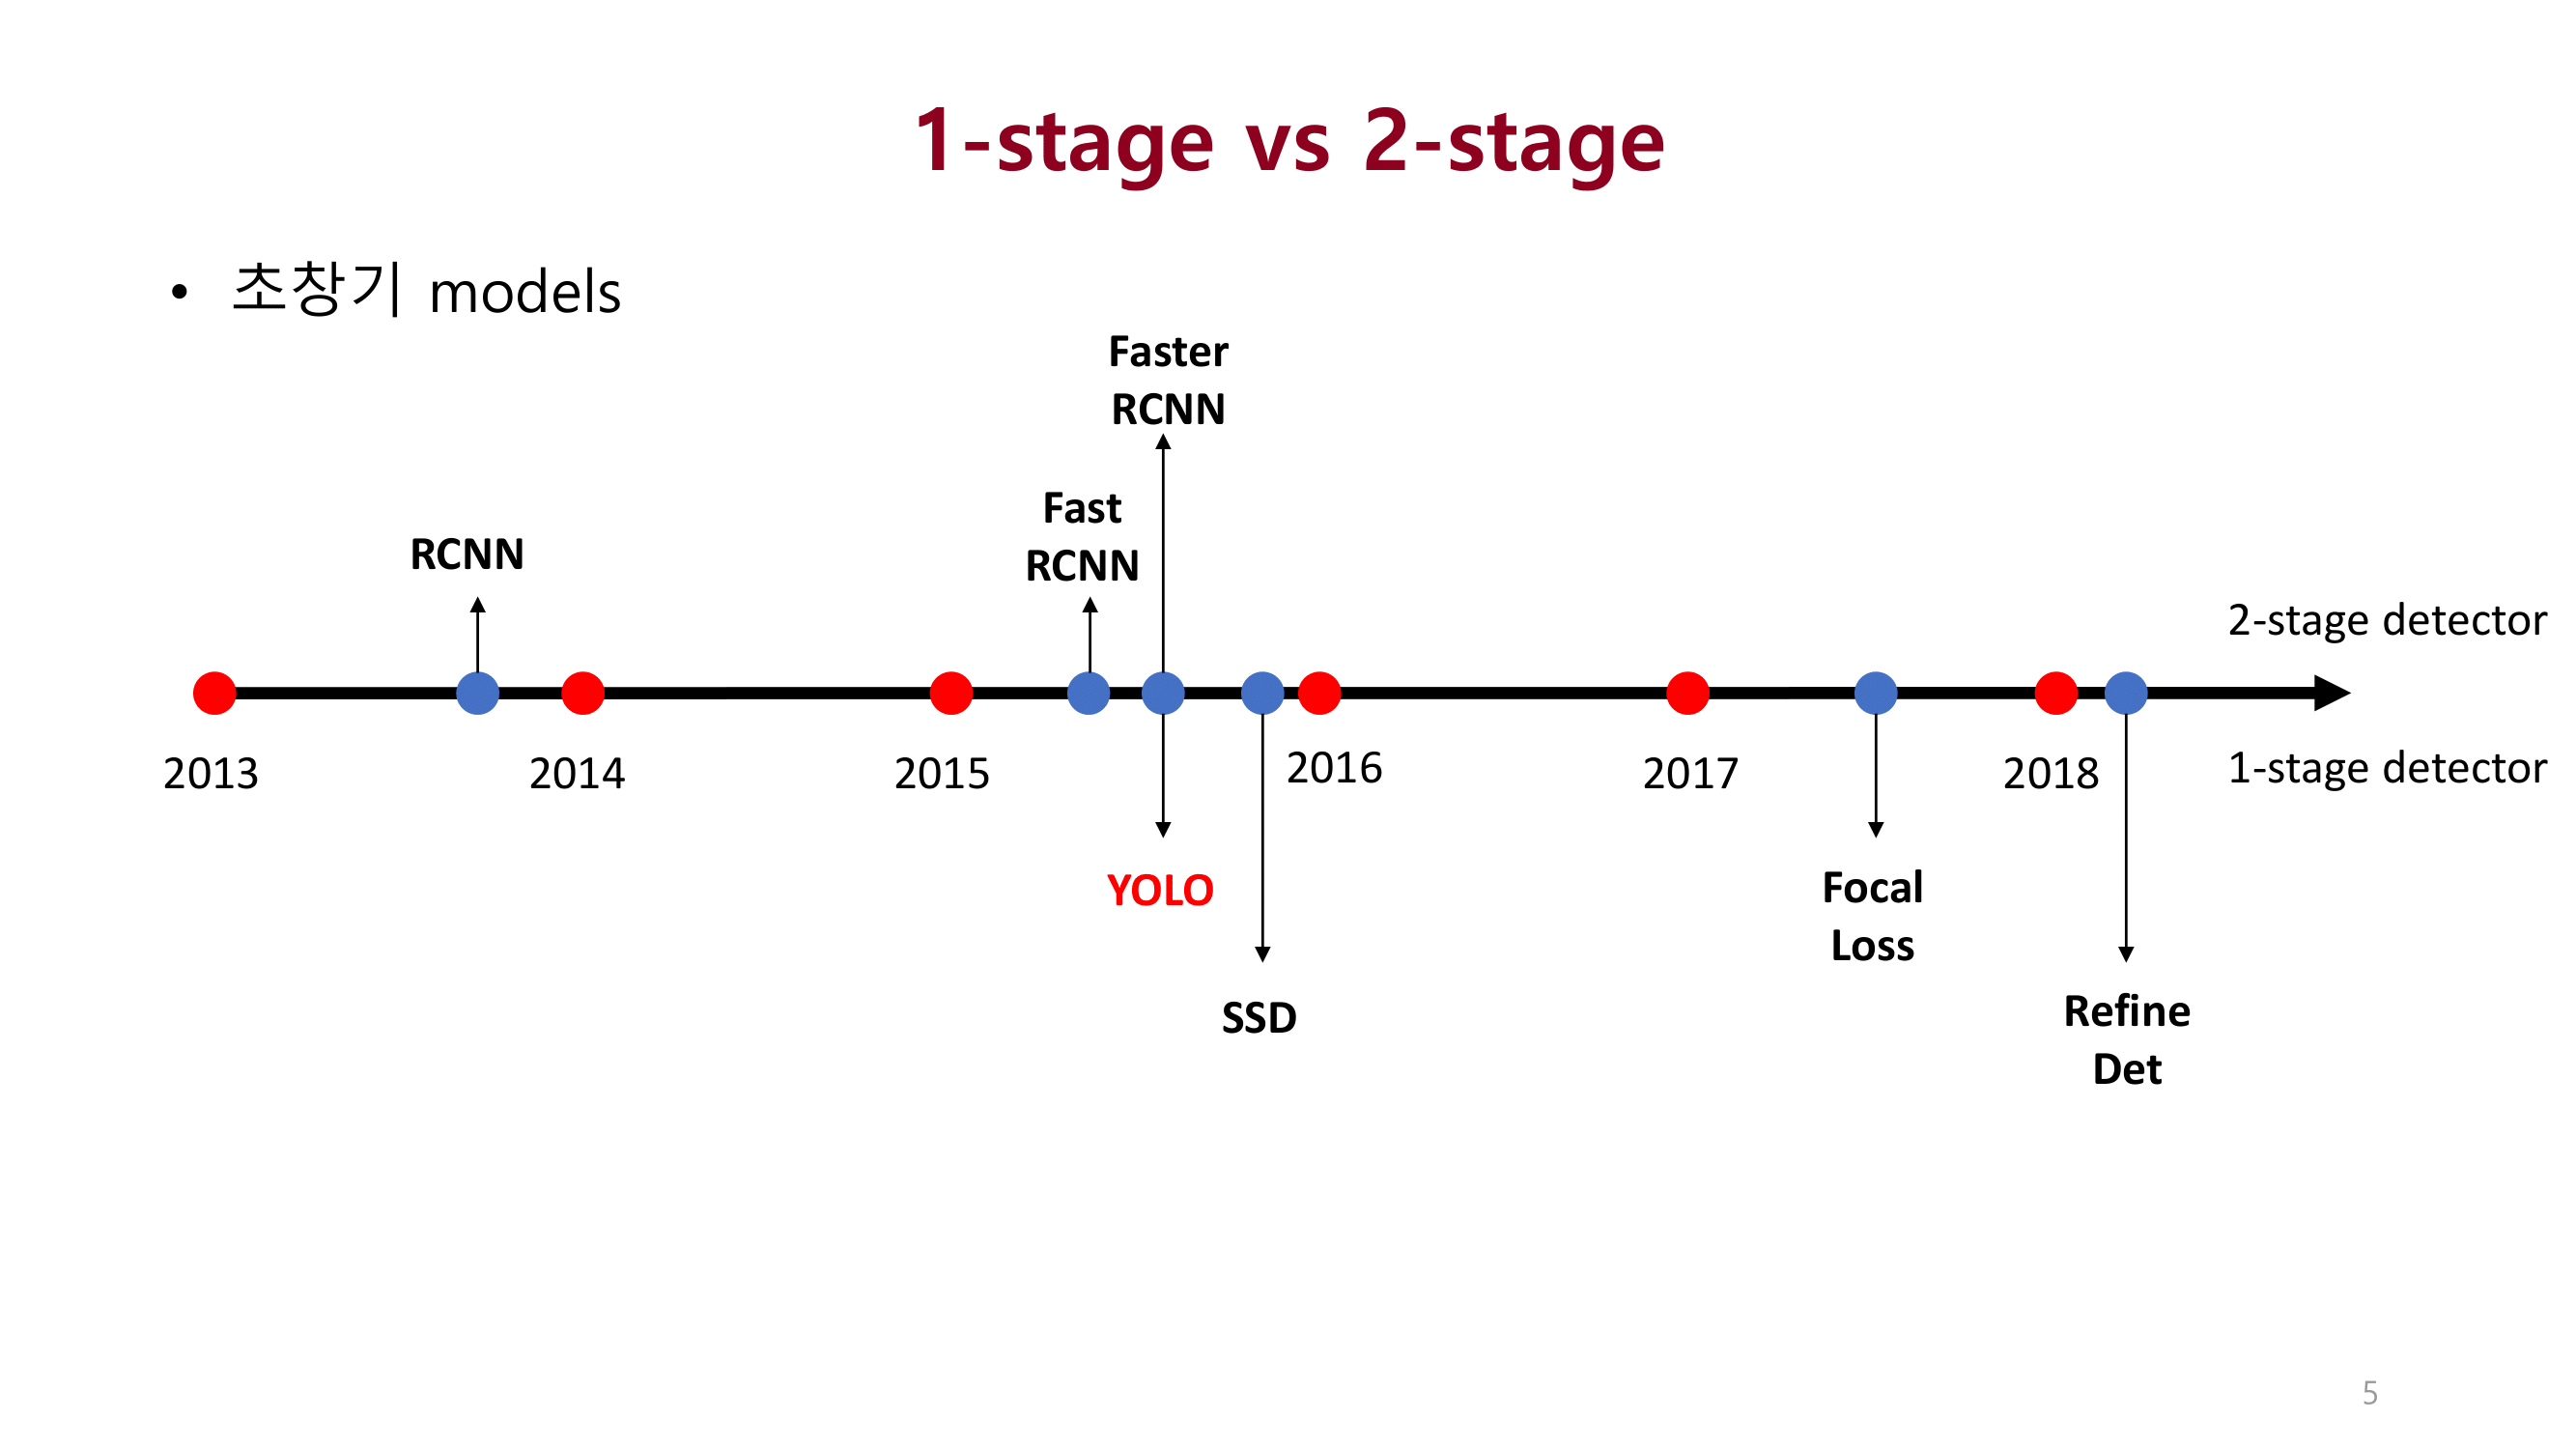 1-stage vs 2-stage
• 초창기 models
Faster
RCNN
Fast
RCNN
RCNN
2-stage detector
2013
2014
2015
2016
2017
2018
1-stage detector
YOLO
SSD
Focal
Loss
Refine
Det
5